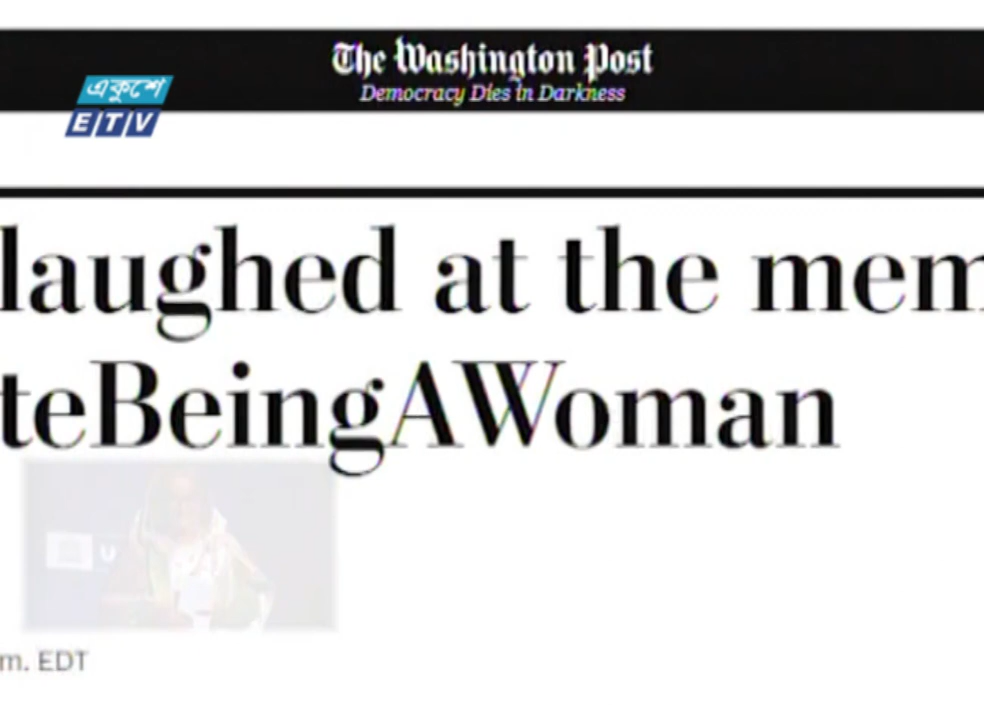 The Washington Post
Democracy Dies in Darkness
একুশে
ETV
laughed at the mem
teBeingAWoman
U
m. EDT